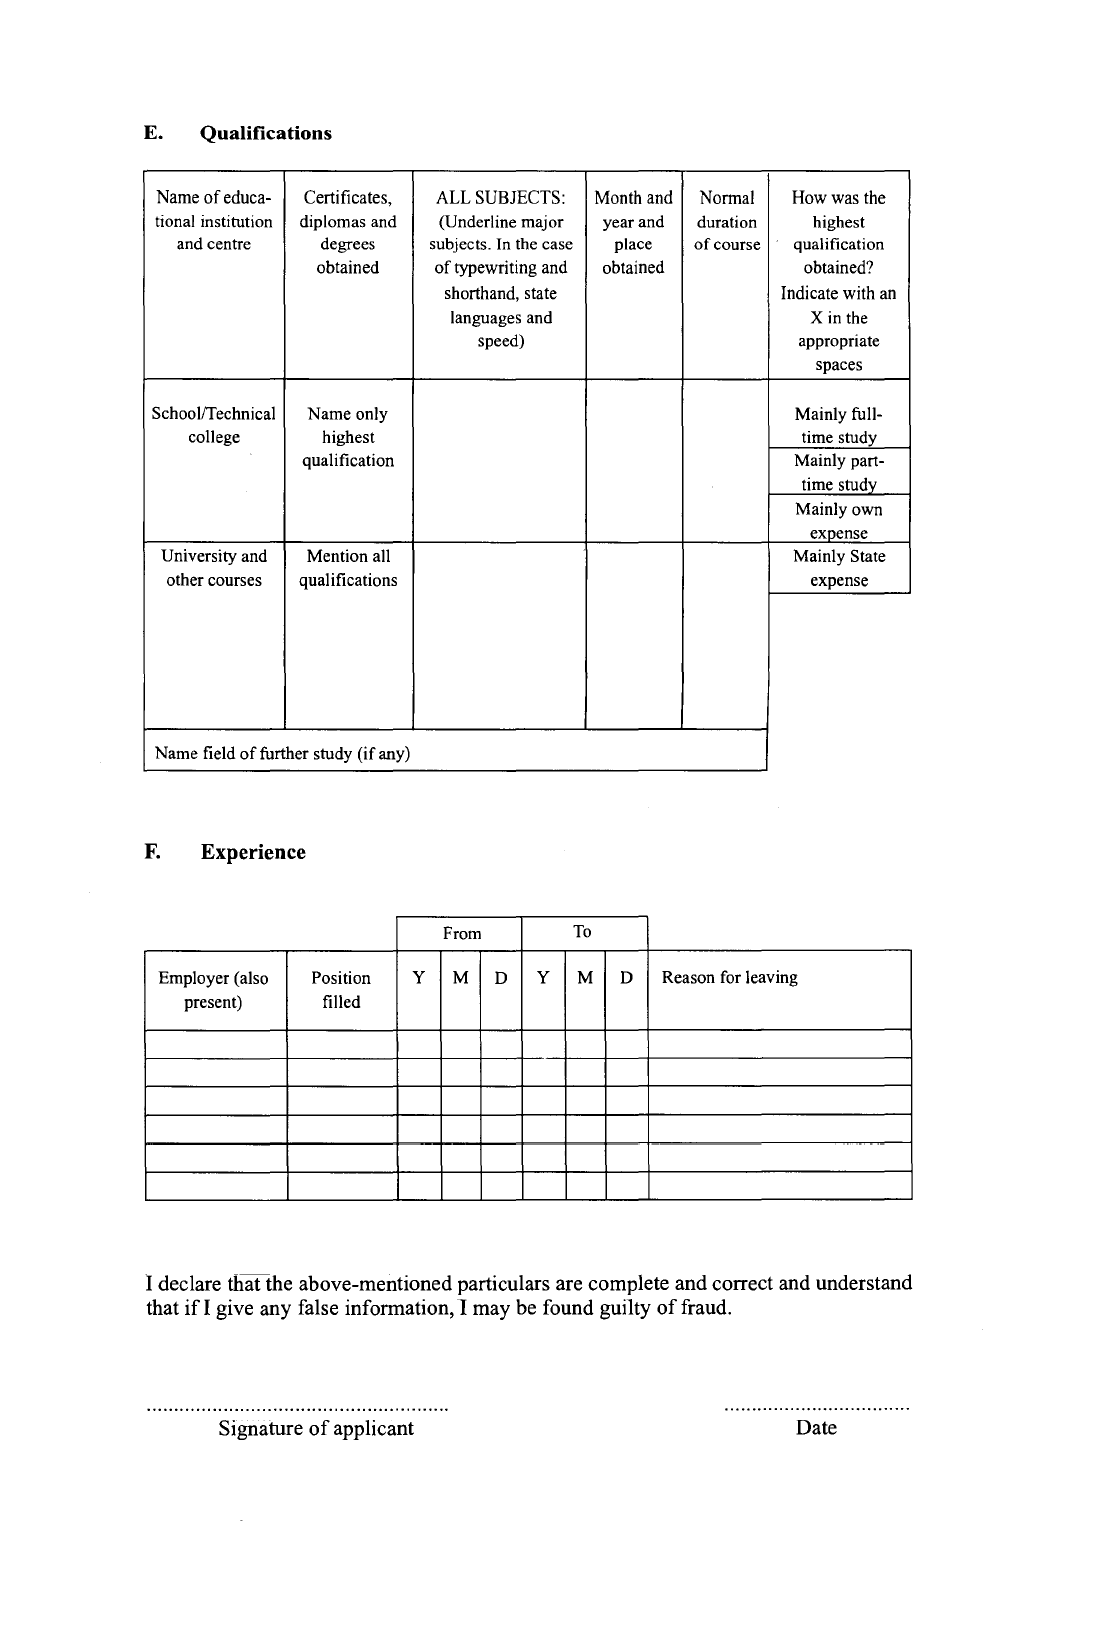 E. Qualifications
Name of educa-
tional institution
and centre
Certificates,
diplomas and
degrees
obtained
ALL SUBJECTS:
(Underline major
subjects. In the case
of typewriting and
shorthand, state
languages and
speed)
Month and
year and
place
obtained
Normal
duration
of course
How was the
highest
qualification
obtained?
Indicate with an
X in the
appropriate
spaces
School/Technical
college
Name only
highest
qualification
Mainly full-
time study
Mainly part-
time study
Mainly own
expense
University and
other courses
Mention all
qualifications
Mainly State
expense
Name field of further study (if any)
F. Experience
From To
Employer (also
present)
Position
filled
Y M D Y M D
Reason for leaving
I declare that the above-mentioned particulars are complete and correct and understand
that if I give any false information, I may be found guilty of fraud.
Signature of applicant Date